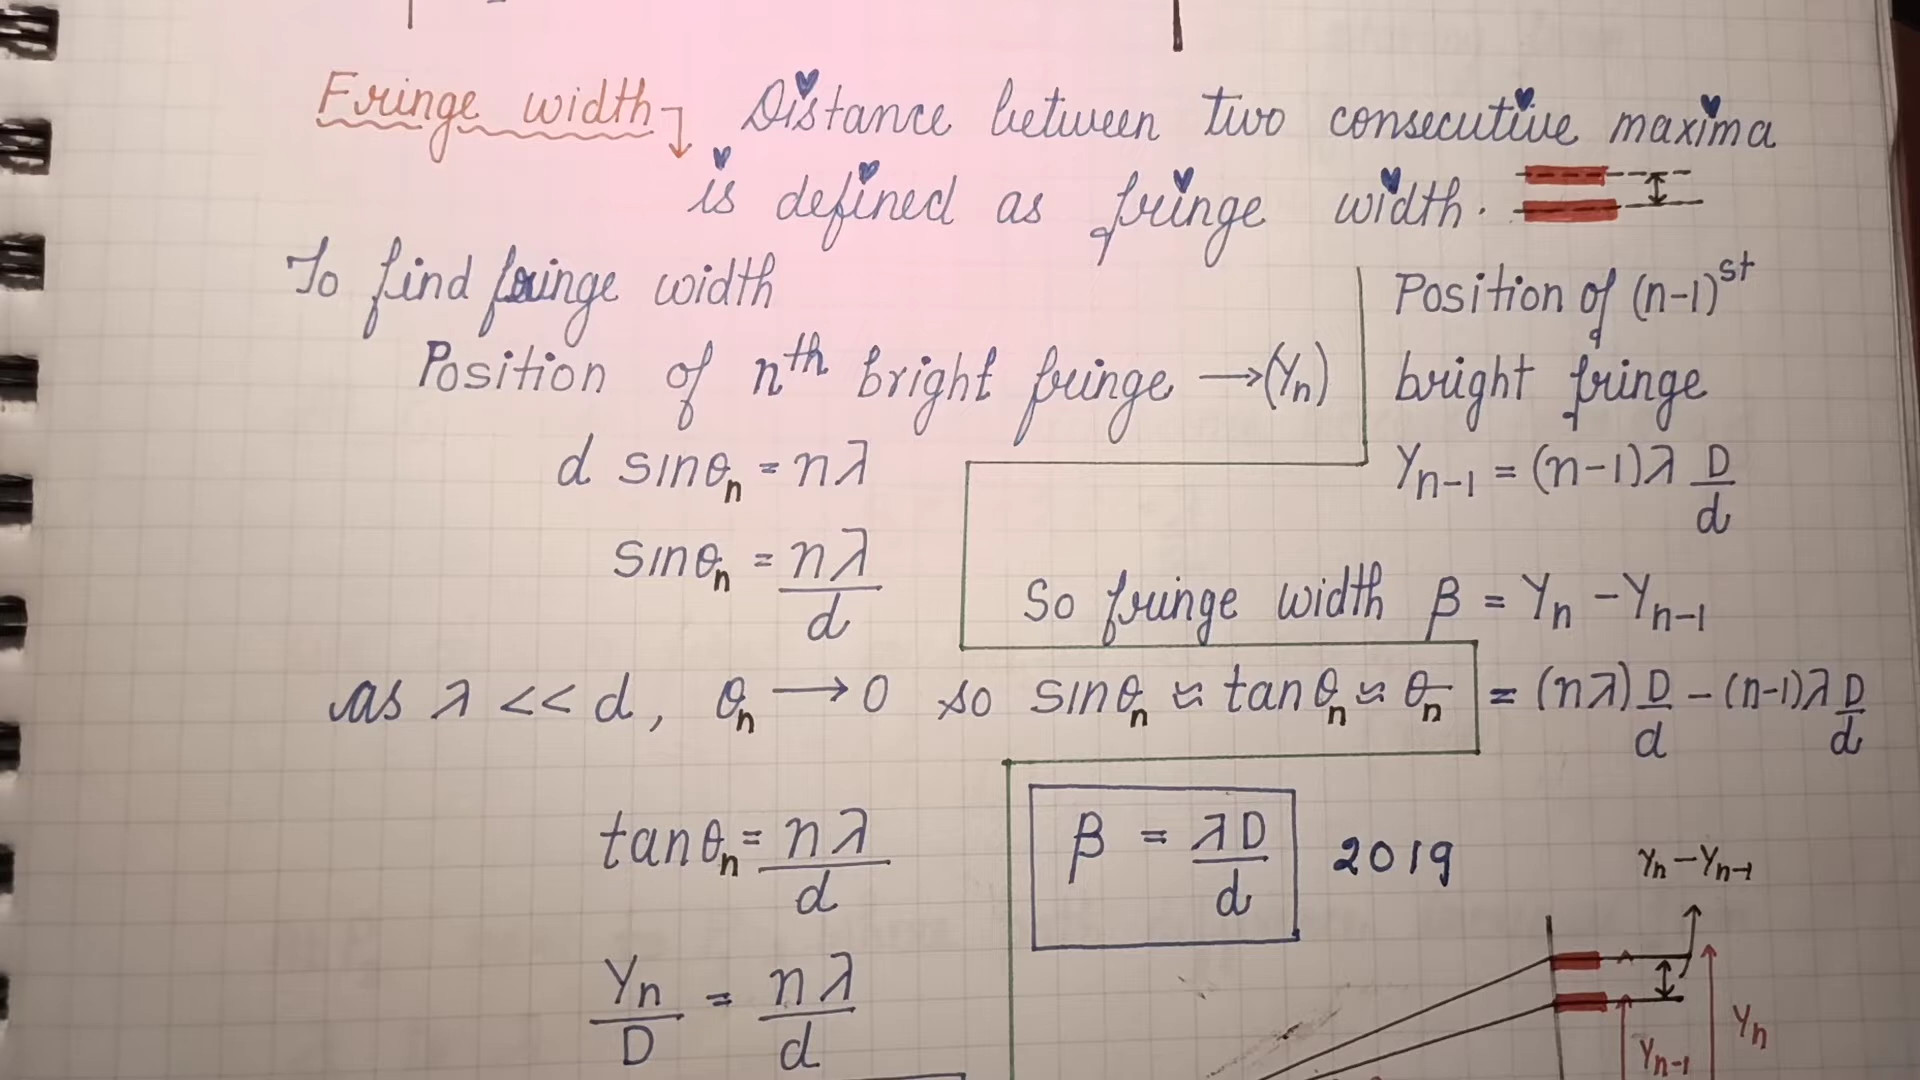 Fringe width Distance between two consecutive maxima
is defined as fringe width.
To find fringe width
Position of nth bright fringe → (Yn)
d sinθn = nλ
sinθn = nλ/d
as λ << d, θn → 0 so sinθn ≈ tanθn ≈ θn
tanθn = nλ/d
Yn/D = nλ/d
Position of (n-1)st
bright fringe
Yn-1 = (n-1)λ D/d
So fringe width β = Yn - Yn-1
= (nλ) D/d - (n-1)λ D/d
β = λD/d 2019
Yn - Yn-1
Yn
Yn-1